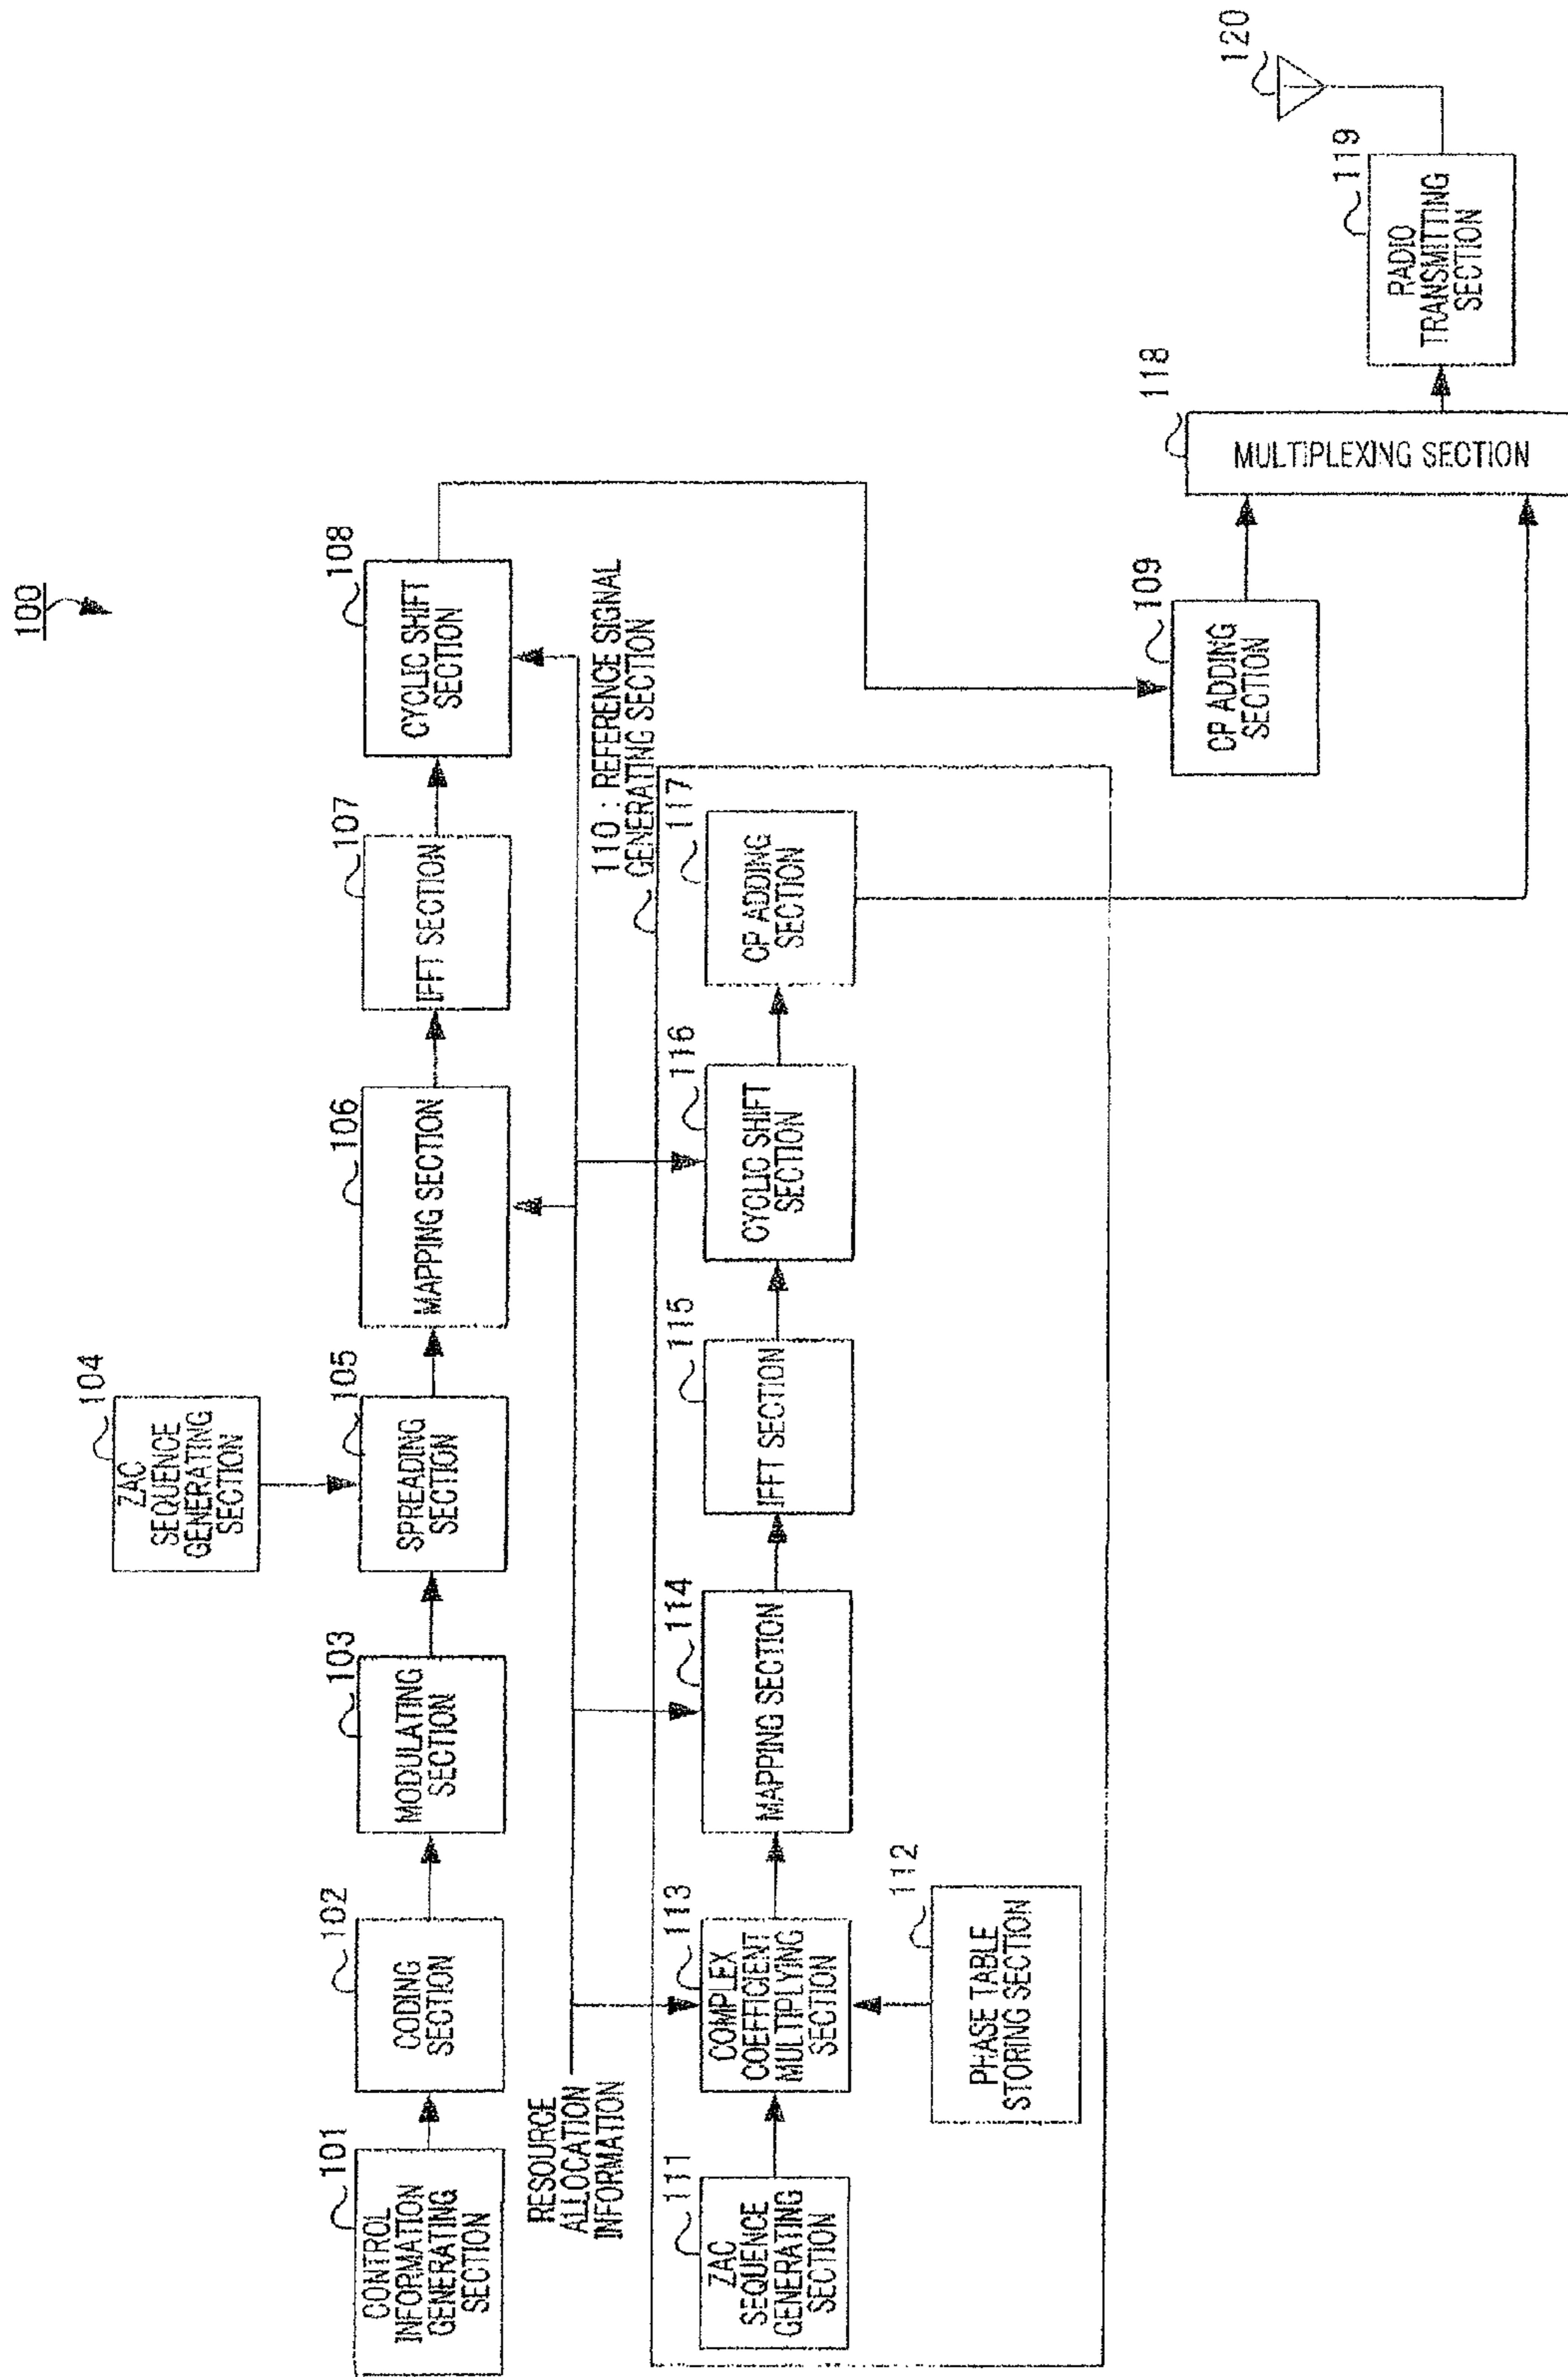 100
104
ZAC
SEQUENCE
GENERATING
SECTION
101
CONTROL
INFORMATION
GENERATING
SECTION
102
CODING
SECTION
103
MODULATING
SECTION
105
SPREADING
SECTION
106
MAPPING SECTION
107
IFFT SECTION
108
CYCLIC SHIFT
SECTION
RESOURCE
ALLOCATION
INFORMATION
110 : REFERENCE SIGNAL
GENERATING SECTION
111
ZAC
SEQUENCE
GENERATING
SECTION
113
COMPLEX
COEFFICIENT
MULTIPLYING
SECTION
114
MAPPING SECTION
115
IFFT SECTION
116
CYCLIC SHIFT
SECTION
117
CP ADDING
SECTION
112
PHASE TABLE
STORING SECTION
109
CP ADDING
SECTION
118
MULTIPLEXING SECTION
119
RADIO
TRANSMITTING
SECTION
120